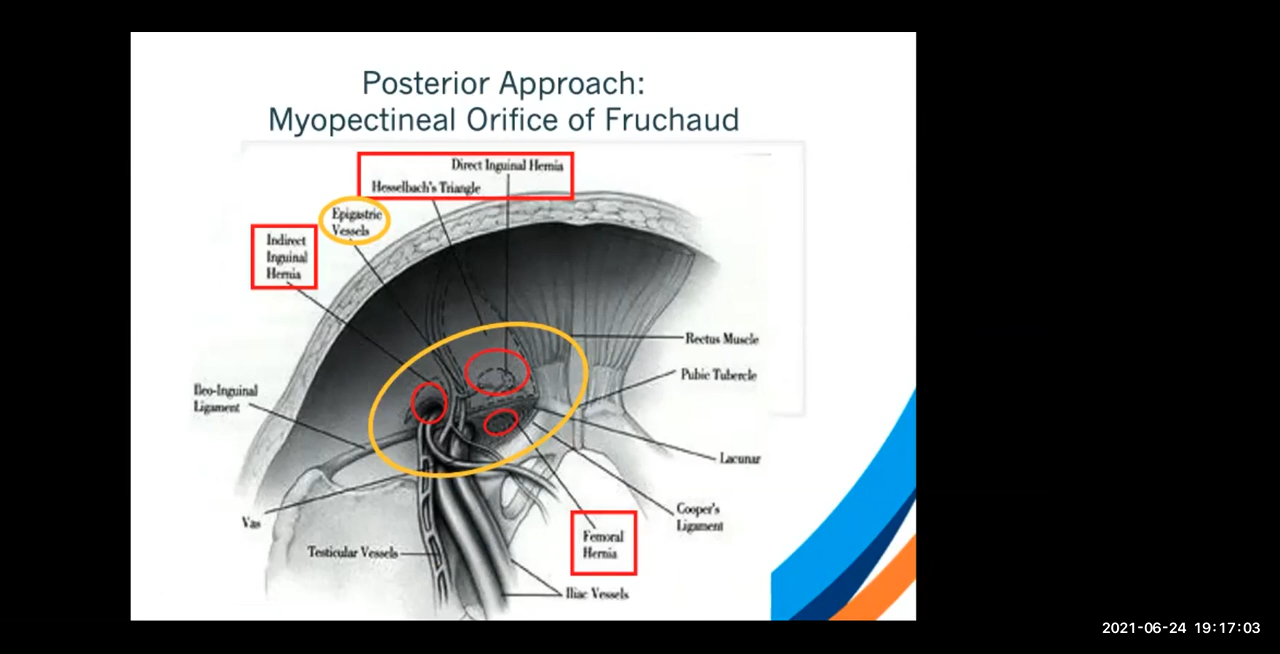 Posterior Approach:
Myopectineal Orifice of Fruchaud
Direct Inguinal Hernia
Hesselbach's Triangle
Epigastric
Vessels
Indirect
Inguinal
Hernia
Rectus Muscle
Pubic Tubercle
Ileo-Inguinal
Ligament
Lacunar
Cooper's
Ligament
Vas
Femoral
Hernia
Testicular Vessels
Iliac Vessels
2021-06-24 19:17:03